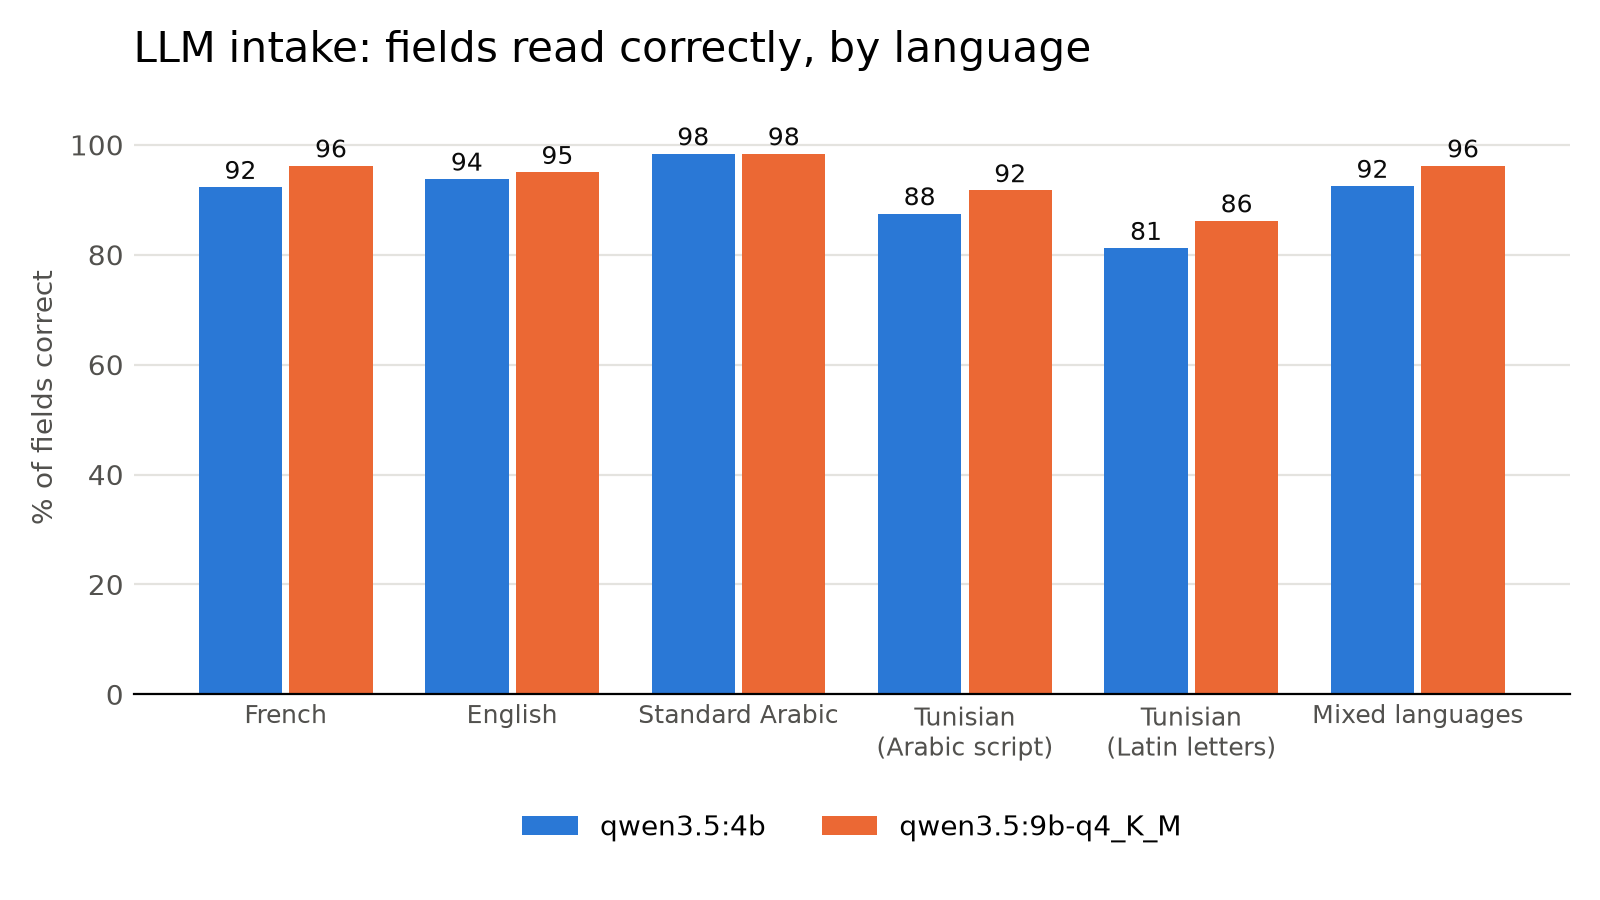 LLM intake: fields read correctly, by language
% of fields correct
100
80
60
40
20
0
92
96
94
95
98
98
88
92
81
86
92
96
French
English
Standard Arabic
Tunisian
(Arabic script)
Tunisian
(Latin letters)
Mixed languages
qwen3.5:4b
qwen3.5:9b-q4_K_M